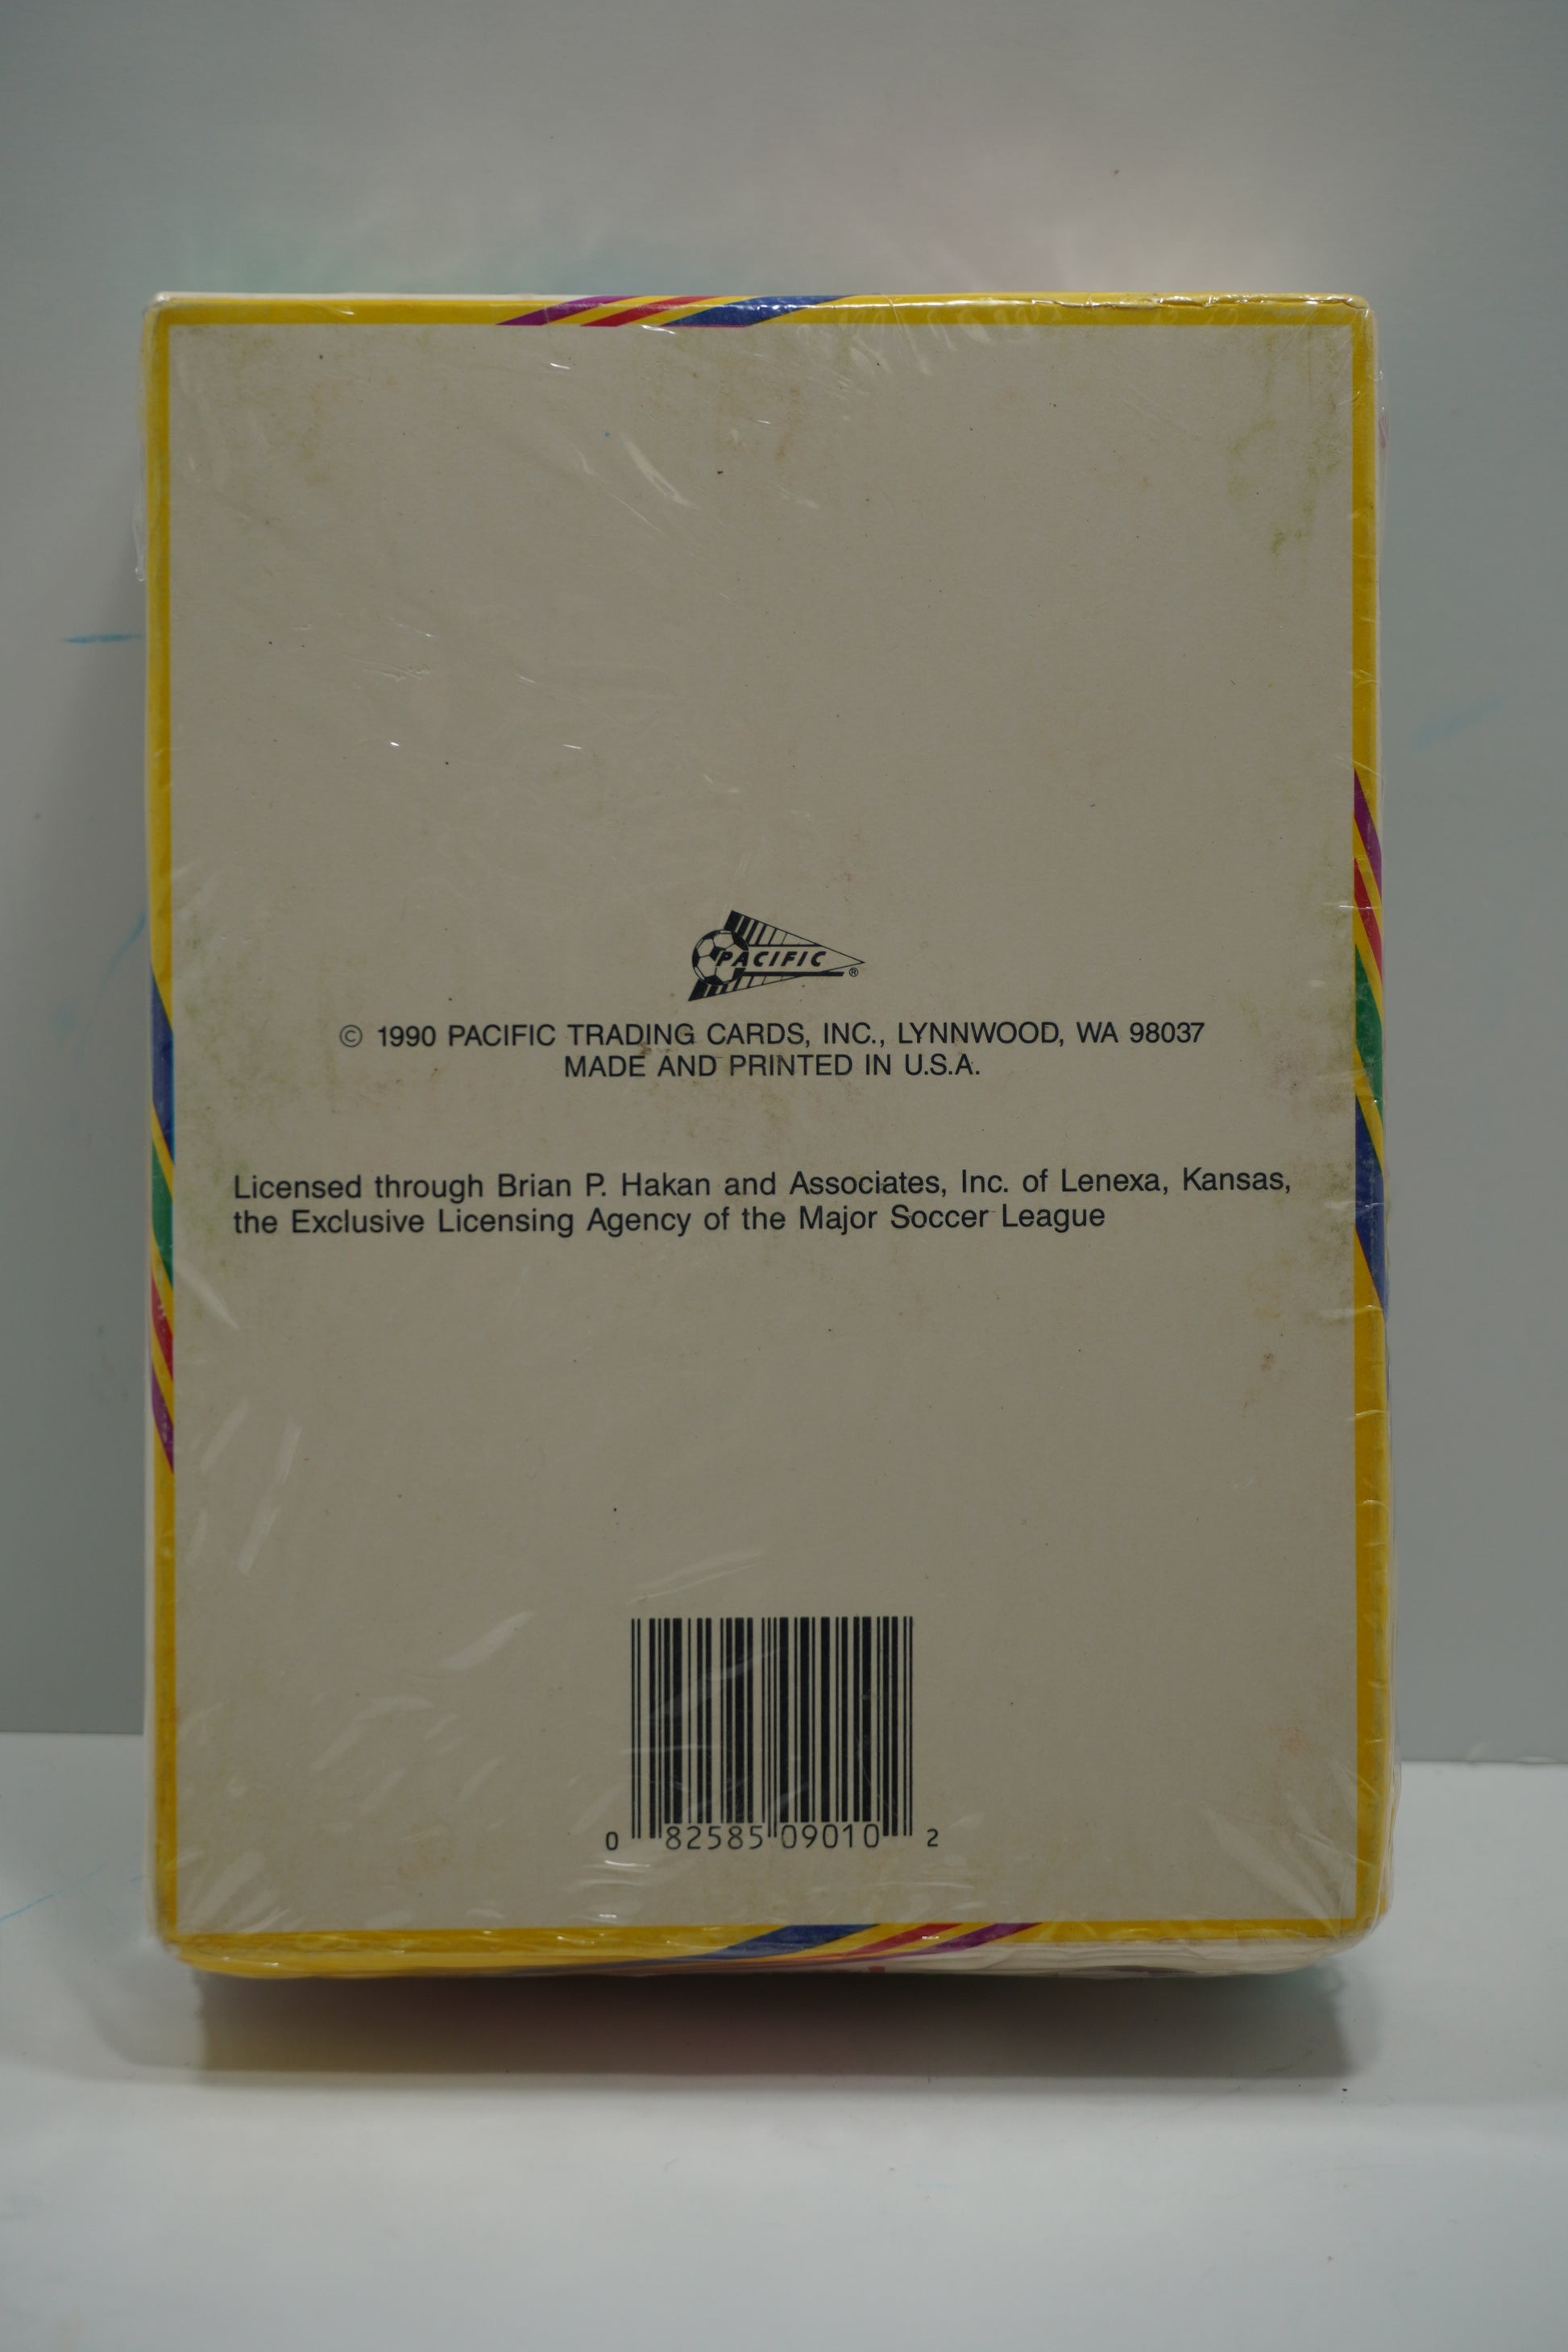 PACIFIC ®
© 1990 PACIFIC TRADING CARDS, INC., LYNNWOOD, WA 98037
MADE AND PRINTED IN U.S.A.
Licensed through Brian P. Hakan and Associates, Inc. of Lenexa, Kansas,
the Exclusive Licensing Agency of the Major Soccer League
0 82585 09010 2